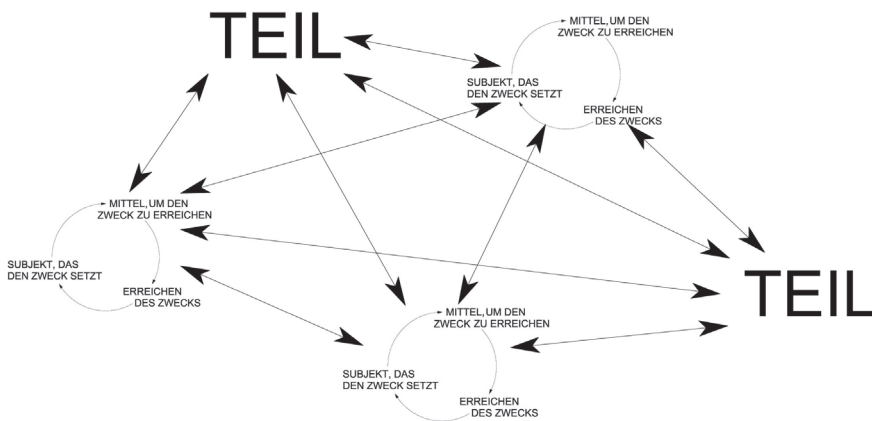 TEIL
MITTEL, UM DEN
ZWECK ZU ERREICHEN
SUBJEKT, DAS
DEN ZWECK SETZT
ERREICHEN
DES ZWECKS
MITTEL, UM DEN
ZWECK ZU ERREICHEN
SUBJEKT, DAS
DEN ZWECK SETZT
ERREICHEN
DES ZWECKS
TEIL
MITTEL, UM DEN
ZWECK ZU ERREICHEN
SUBJEKT, DAS
DEN ZWECK SETZT
ERREICHEN
DES ZWECKS